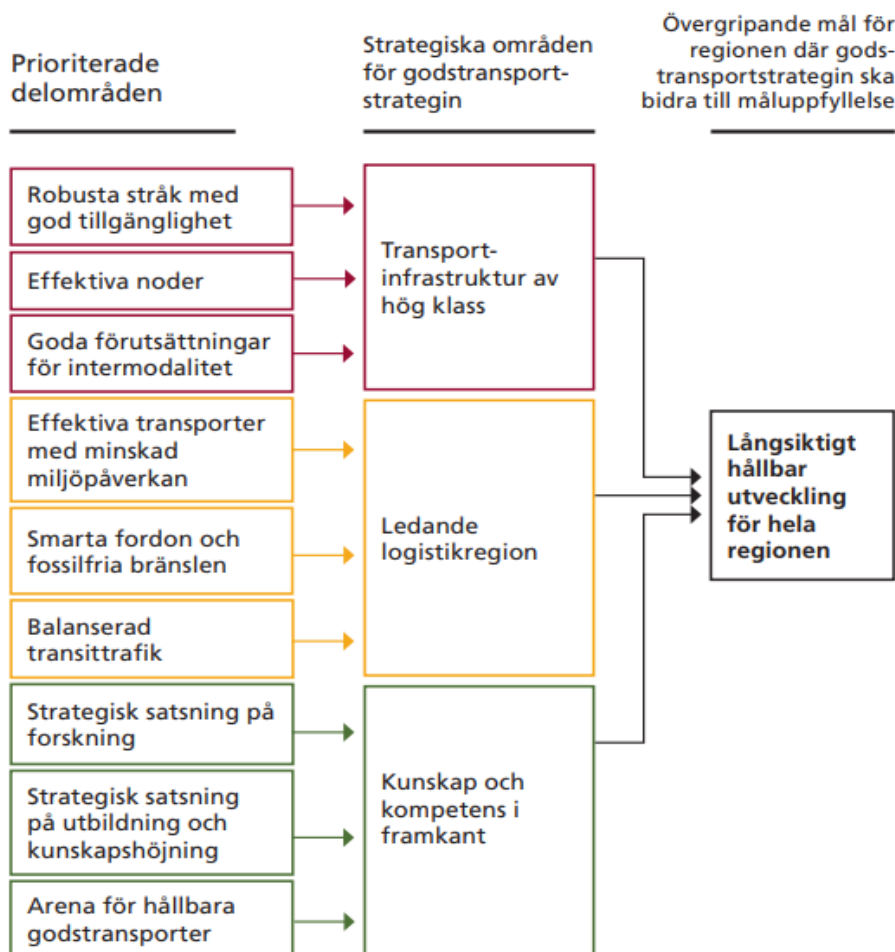 Prioriterade
delområden
Strategiska områden
för godstransport-
strategin
Övergripande mål för
regionen där gods-
transportstrategin ska
bidra till måluppfyllelse
Robusta stråk med
god tillgänglighet
Effektiva noder
Goda förutsättningar
för intermodalitet
Transport-
infrastruktur av
hög klass
Effektiva transporter
med minskad
miljöpåverkan
Smarta fordon och
fossilfria bränslen
Balanserad
transittrafik
Ledande
logistikregion
Strategisk satsning på
forskning
Strategisk satsning
på utbildning och
kunskapshöjning
Arena för hållbara
godstransporter
Kunskap och
kompetens i
framkant
Långsiktigt
hållbar
utveckling
för hela
regionen